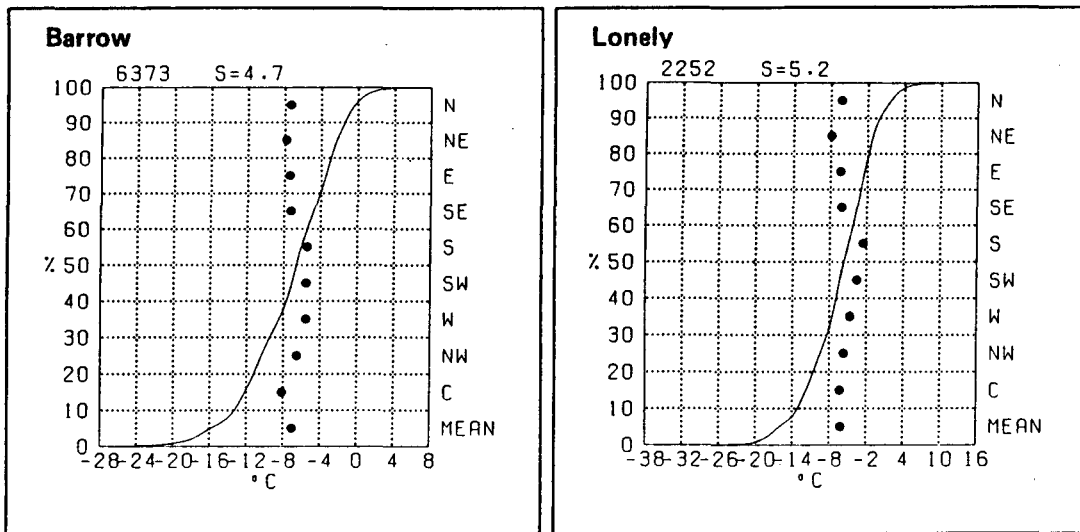 Barrow
6373 S=4.7
100
90
80
70
60
% 50
40
30
20
10
0
N
NE
E
SE
S
SW
W
NW
C
MEAN
-28 -24 -20 -16 -12 -8 -4 0 4 8
°C
Lonely
2252 S=5.2
100
90
80
70
60
% 50
40
30
20
10
0
N
NE
E
SE
S
SW
W
NW
C
MEAN
-38 -32 -26 -20 -14 -8 -2 4 10 16
°C